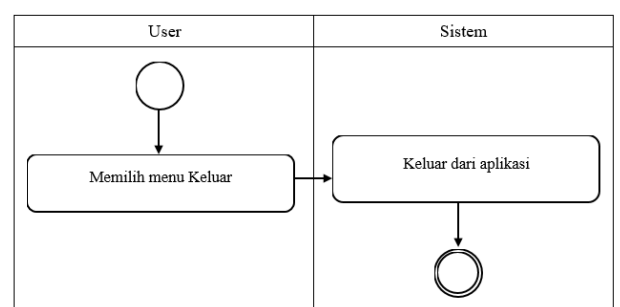 User
Sistem
Memilih menu Keluar
Keluar dari aplikasi